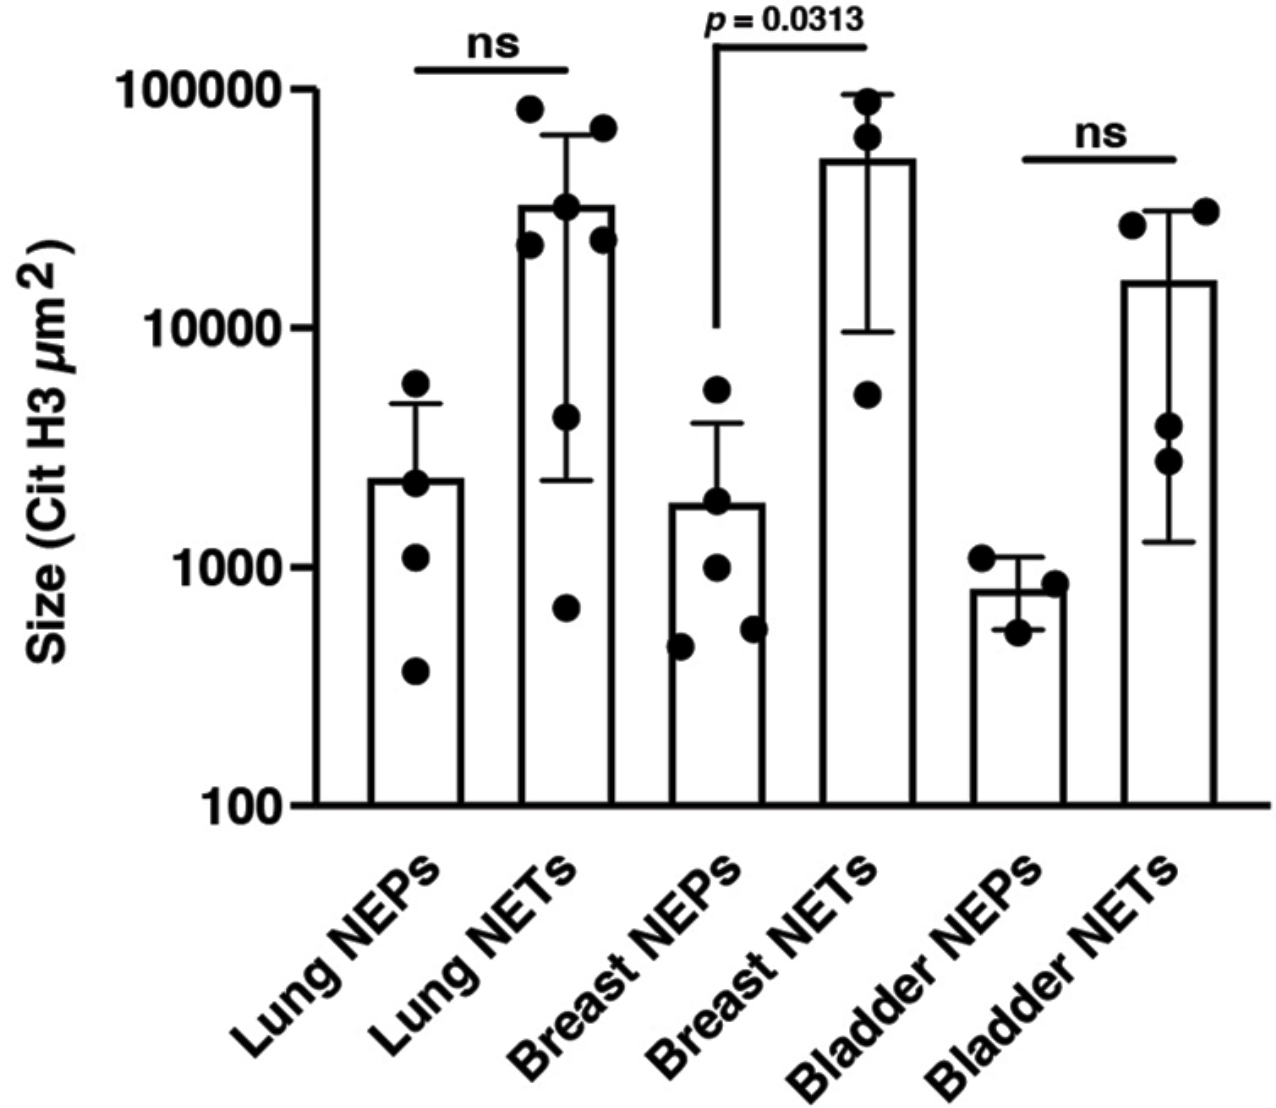 p = 0.0313
ns
ns
100000
10000
1000
100
Size (Cit H3 µm²)
Lung NEPs
Lung NETs
Breast NEPs
Breast NETs
Bladder NEPs
Bladder NETs